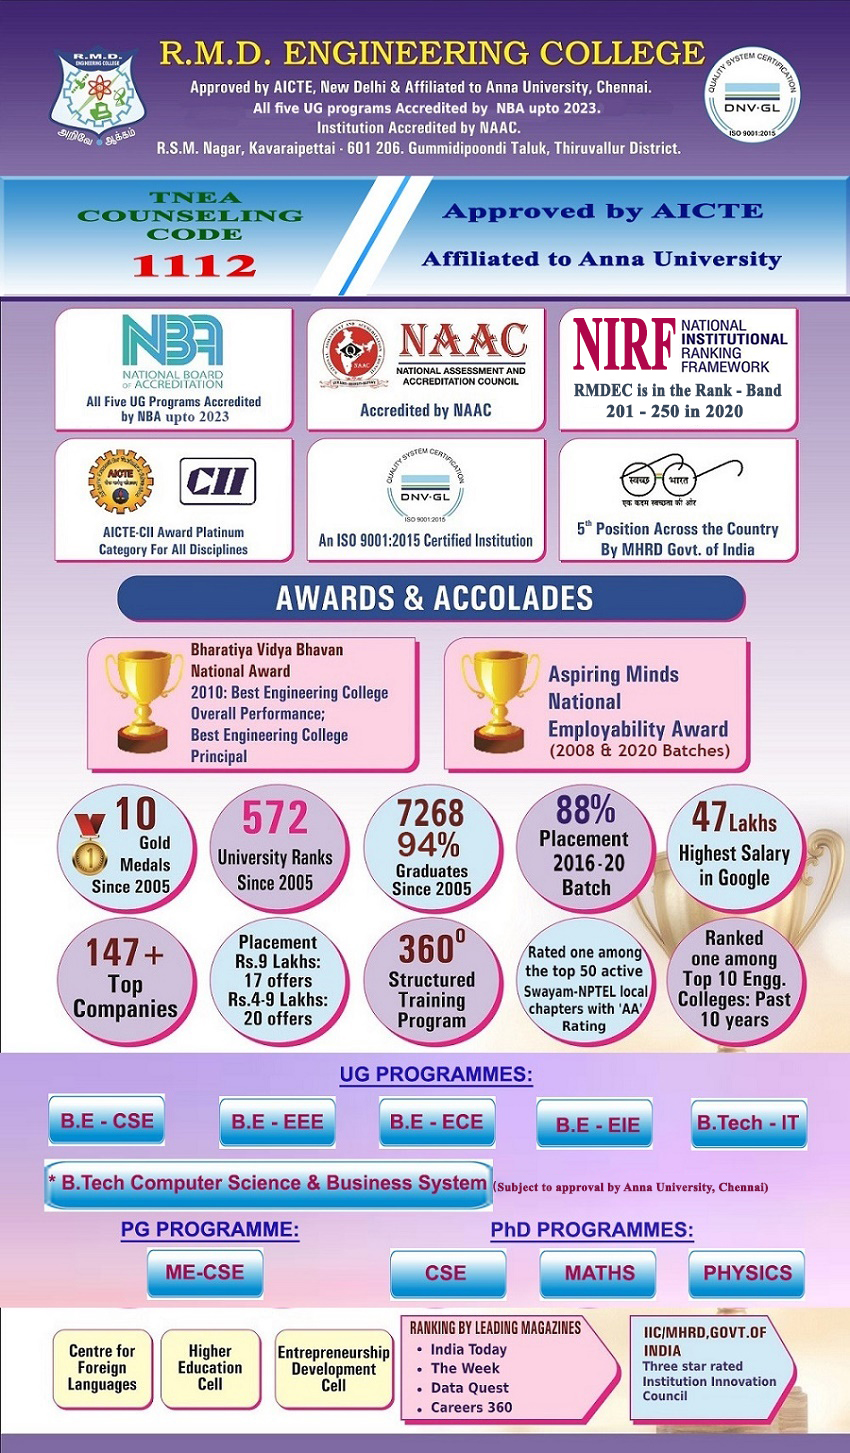 R.M.D.
ENGINEERING COLLEGE
அறிவே ஆக்கம்
R.M.D. ENGINEERING COLLEGE
Approved by AICTE, New Delhi & Affiliated to Anna University, Chennai.
All five UG programs Accredited by NBA upto 2023.
Institution Accredited by NAAC.
R.S.M. Nagar, Kavaraipettai - 601 206. Gummidipoondi Taluk, Thiruvallur District.
QUALITY SYSTEM CERTIFICATION
DNV·GL
ISO 9001:2015
TNEA
COUNSELING
CODE
1112
Approved by AICTE
Affiliated to Anna University
NBA
NATIONAL BOARD
OF ACCREDITATION
All Five UG Programs Accredited
by NBA upto 2023
NAAC
NAAC
NATIONAL ASSESSMENT AND
ACCREDITATION COUNCIL
Accredited by NAAC
NIRF
NATIONAL
INSTITUTIONAL
RANKING
FRAMEWORK
RMDEC is in the Rank - Band
201 - 250 in 2020
AICTE
CII
AICTE-CII Award Platinum
Category For All Disciplines
QUALITY SYSTEM CERTIFICATION
DNV·GL
ISO 9001:2015
An ISO 9001:2015 Certified Institution
स्वच्छ भारत
एक कदम स्वच्छता की ओर
5th Position Across the Country
By MHRD Govt. of India
AWARDS & ACCOLADES
Bharatiya Vidya Bhavan
National Award
2010: Best Engineering College
Overall Performance;
Best Engineering College
Principal
Aspiring Minds
National
Employability Award
(2008 & 2020 Batches)
10
Gold
Medals
Since 2005
1
572
University Ranks
Since 2005
7268
94%
Graduates
Since 2005
88%
Placement
2016-20
Batch
47 Lakhs
Highest Salary
in Google
147+
Top
Companies
Placement
Rs.9 Lakhs:
17 offers
Rs.4-9 Lakhs:
20 offers
360⁰
Structured
Training
Program
Rated one among
the top 50 active
Swayam-NPTEL local
chapters with 'AA'
Rating
Ranked
one among
Top 10 Engg.
Colleges: Past
10 years
UG PROGRAMMES:
B.E - CSE
B.E - EEE
B.E - ECE
B.E - EIE
B.Tech - IT
* B.Tech Computer Science & Business System (Subject to approval by Anna University, Chennai)
PG PROGRAMME:
ME-CSE
PhD PROGRAMMES:
CSE
MATHS
PHYSICS
Centre for
Foreign
Languages
Higher
Education
Cell
Entrepreneurship
Development
Cell
RANKING BY LEADING MAGAZINES
• India Today
• The Week
• Data Quest
• Careers 360
IIC/MHRD,GOVT.OF
INDIA
Three star rated
Institution Innovation
Council